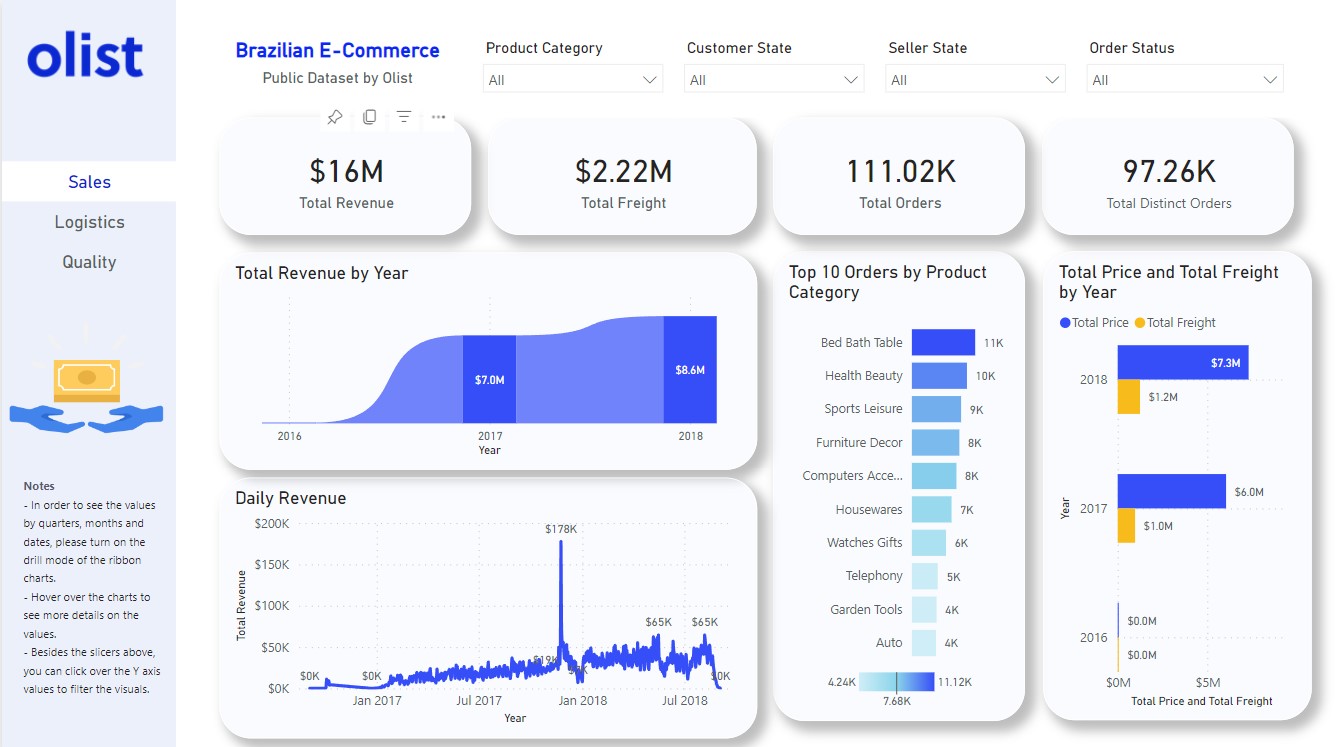 olist
Brazilian E-Commerce
Public Dataset by Olist
Product Category
All
Customer State
All
Seller State
All
Order Status
All
Sales
Logistics
Quality
Notes
- In order to see the values
by quarters, months and
dates, please turn on the
drill mode of the ribbon
charts.
- Hover over the charts to
see more details on the
values.
- Besides the slicers above,
you can click over the Y axis
values to filter the visuals.
$16M
Total Revenue
$2.22M
Total Freight
111.02K
Total Orders
97.26K
Total Distinct Orders
Total Revenue by Year
$7.0M
$8.6M
2016
2017
2018
Year
Daily Revenue
Total Revenue
$200K
$150K
$100K
$50K
$0K
$0K
$0K
$178K
$19K
$65K
$65K
$0K
Jan 2017
Jul 2017
Jan 2018
Jul 2018
Year
Top 10 Orders by Product
Category
Bed Bath Table 11K
Health Beauty 10K
Sports Leisure 9K
Furniture Decor 8K
Computers Acce... 8K
Housewares 7K
Watches Gifts 6K
Telephony 5K
Garden Tools 4K
Auto 4K
4.24K
11.12K
7.68K
Total Price and Total Freight
by Year
Total Price
Total Freight
Year
2018
$7.3M
$1.2M
2017
$6.0M
$1.0M
2016
$0.0M
$0.0M
$0M
$5M
Total Price and Total Freight